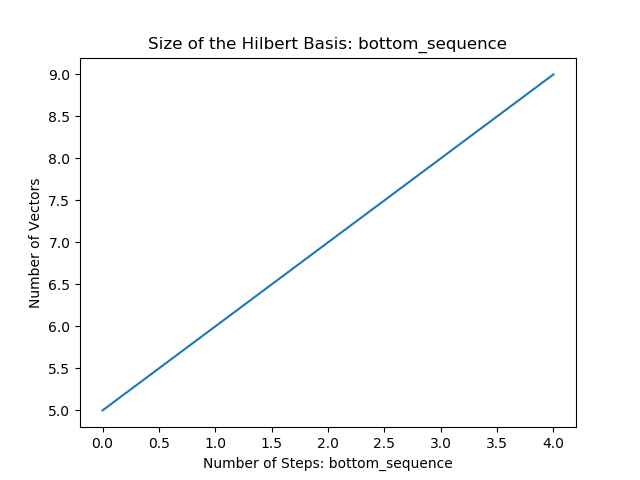 Size of the Hilbert Basis: bottom_sequence
Number of Vectors
9.0
8.5
8.0
7.5
7.0
6.5
6.0
5.5
5.0
0.0 0.5 1.0 1.5 2.0 2.5 3.0 3.5 4.0
Number of Steps: bottom_sequence